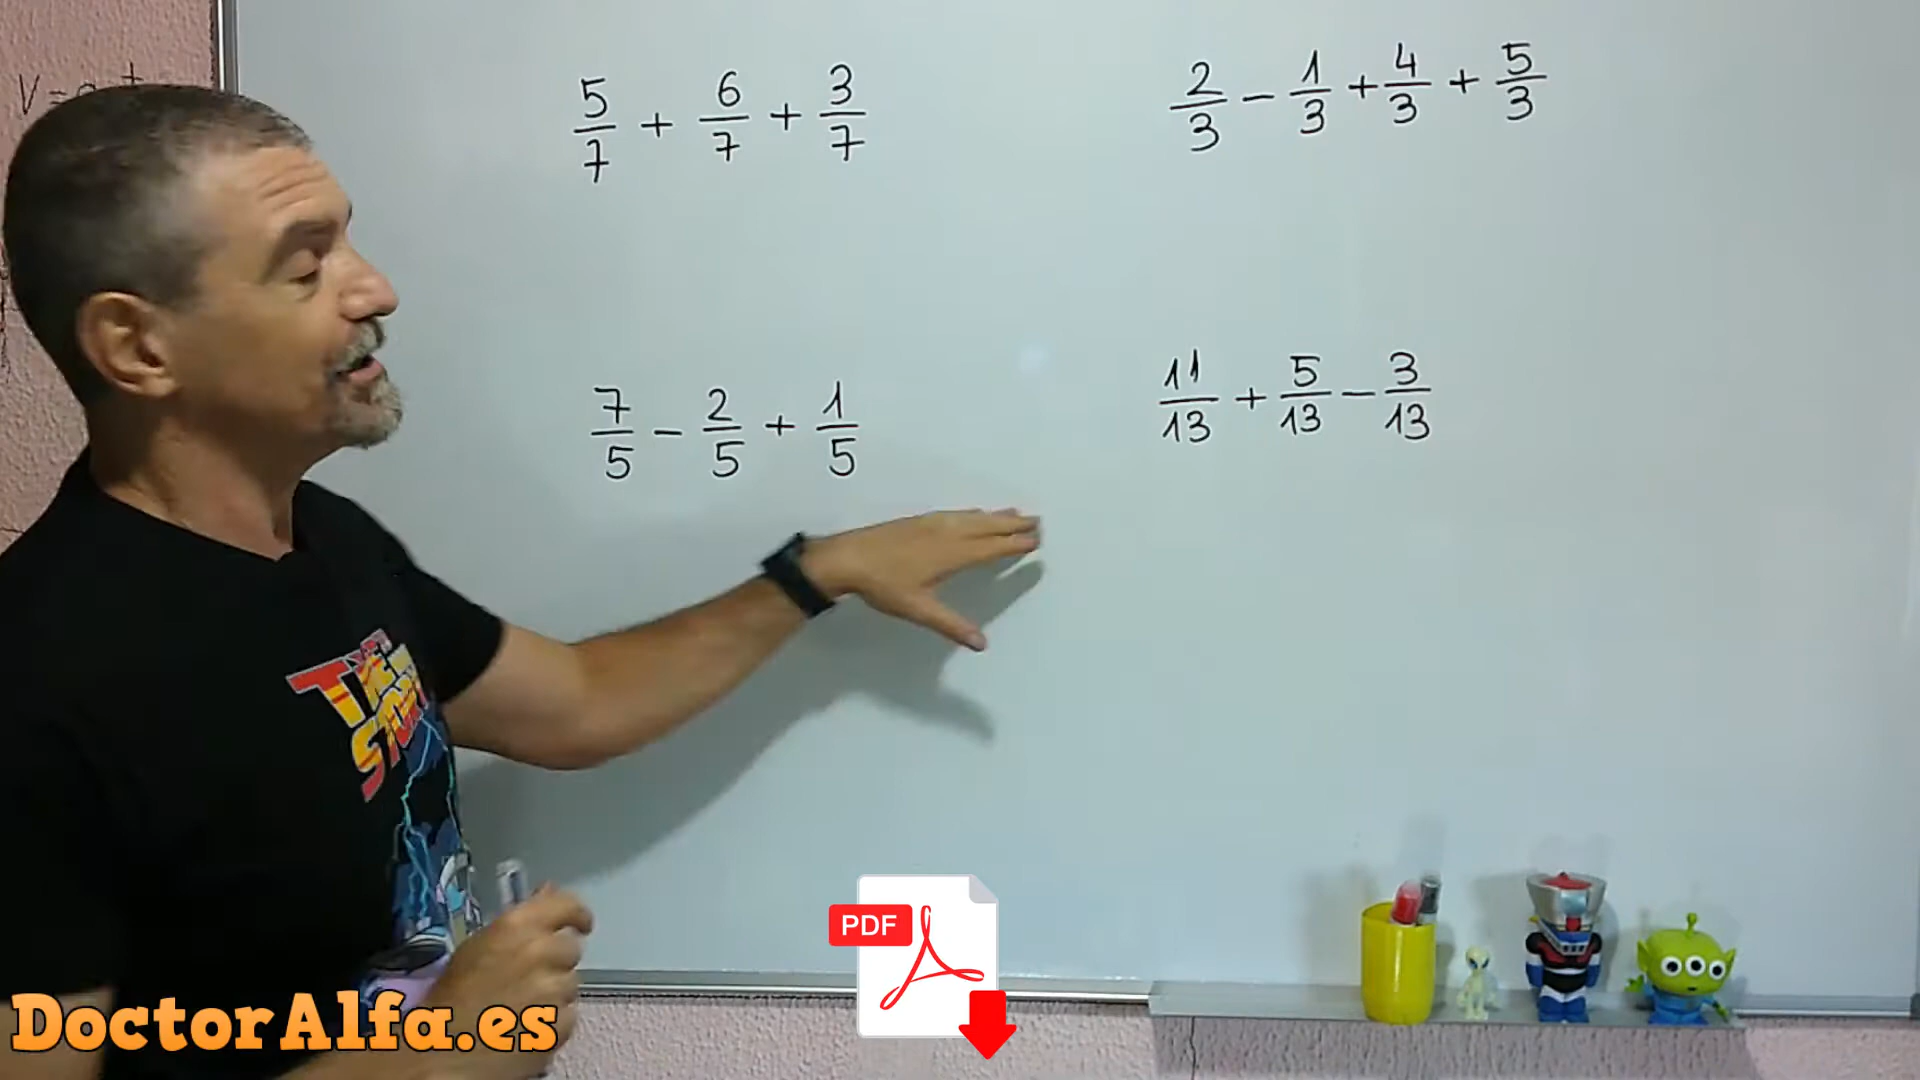 V =
5/7 + 6/7 + 3/7
2/3 - 1/3 + 4/3 + 5/3
7/5 - 2/5 + 1/5
11/13 + 5/13 - 3/13
PDF
DoctorAlfa.es